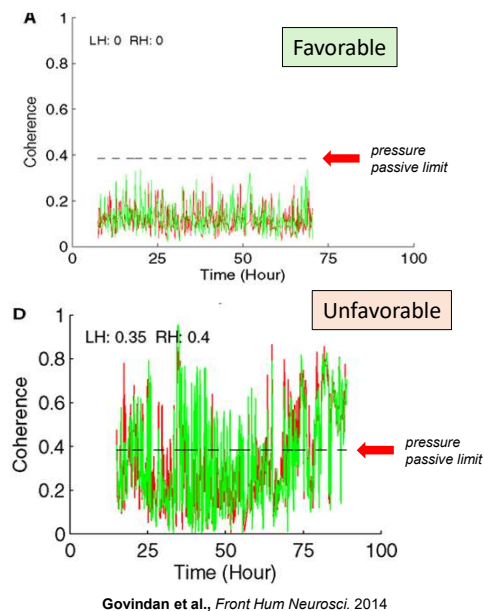 A
Favorable
LH: 0 RH: 0
1
0.8
0.6
0.4
0.2
0
Coherence
pressure
passive limit
0 25 50 75 100
Time (Hour)
D
Unfavorable
LH: 0.35 RH: 0.4
1
0.8
0.6
0.4
0.2
0
Coherence
pressure
passive limit
0 25 50 75 100
Time (Hour)
Govindan et al., Front Hum Neurosci. 2014